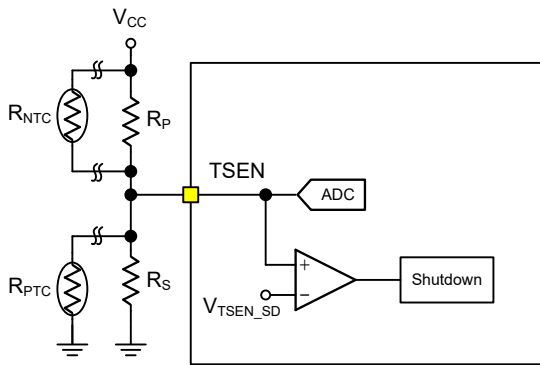 VCC
RNTC
RP
TSEN
ADC
RPTC
RS
+
−
VTSEN_SD
Shutdown